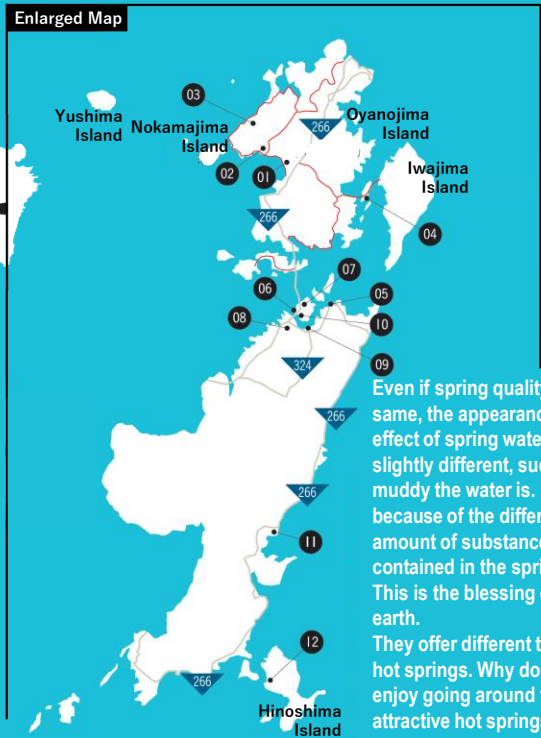 Enlarged Map
03
Yushima
Island
Nokamajima
Island
266
Oyanojima
Island
02
01
Iwajima
Island
266
04
07
06
05
08
10
324
09
266
Even if spring quality
same, the appearanc
effect of spring wate
slightly different, suc
muddy the water is.
because of the differ
amount of substance
contained in the spri
This is the blessing
earth.
They offer different t
hot springs. Why do
enjoy going around
attractive hot spring
266
11
12
266
Hinoshima
Island